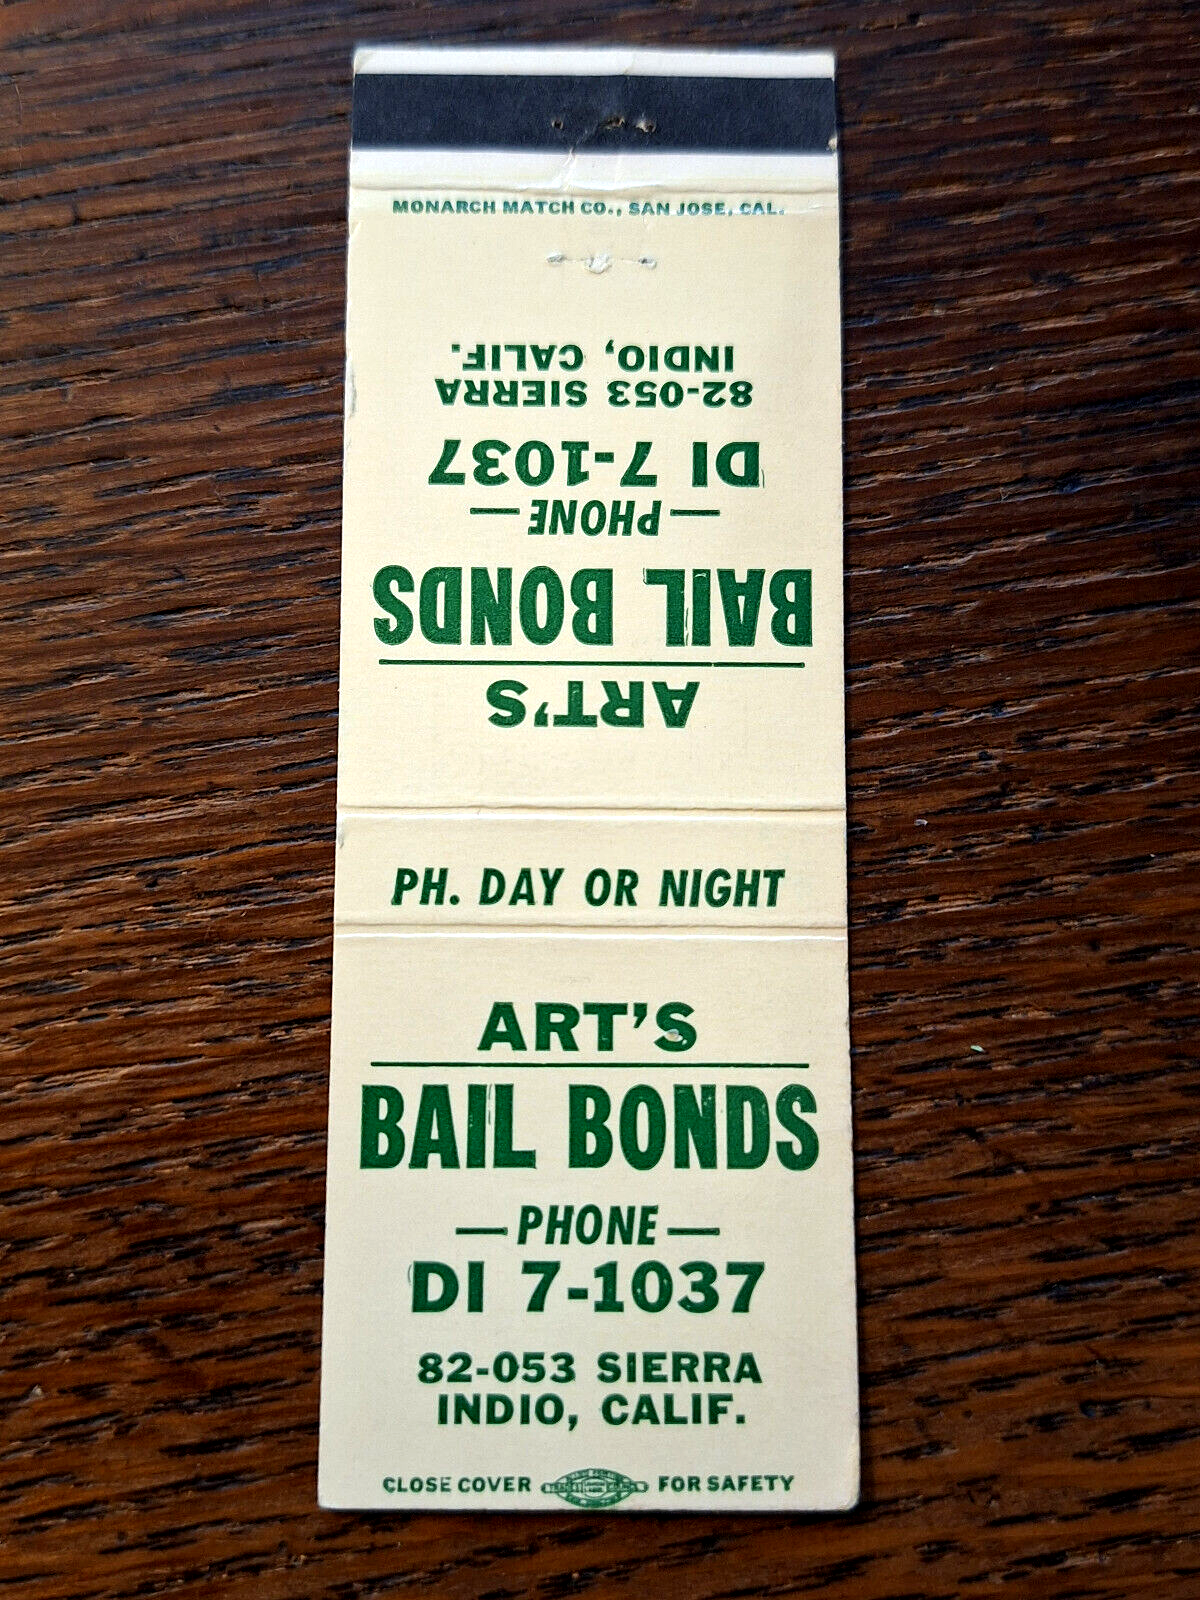 MONARCH MATCH CO., SAN JOSE, CAL.
ART'S
BAIL BONDS
— PHONE —
DI 7-1037
82-053 SIERRA
INDIO, CALIF.
PH. DAY OR NIGHT
ART'S
BAIL BONDS
— PHONE —
DI 7-1037
82-053 SIERRA
INDIO, CALIF.
CLOSE COVER FOR SAFETY